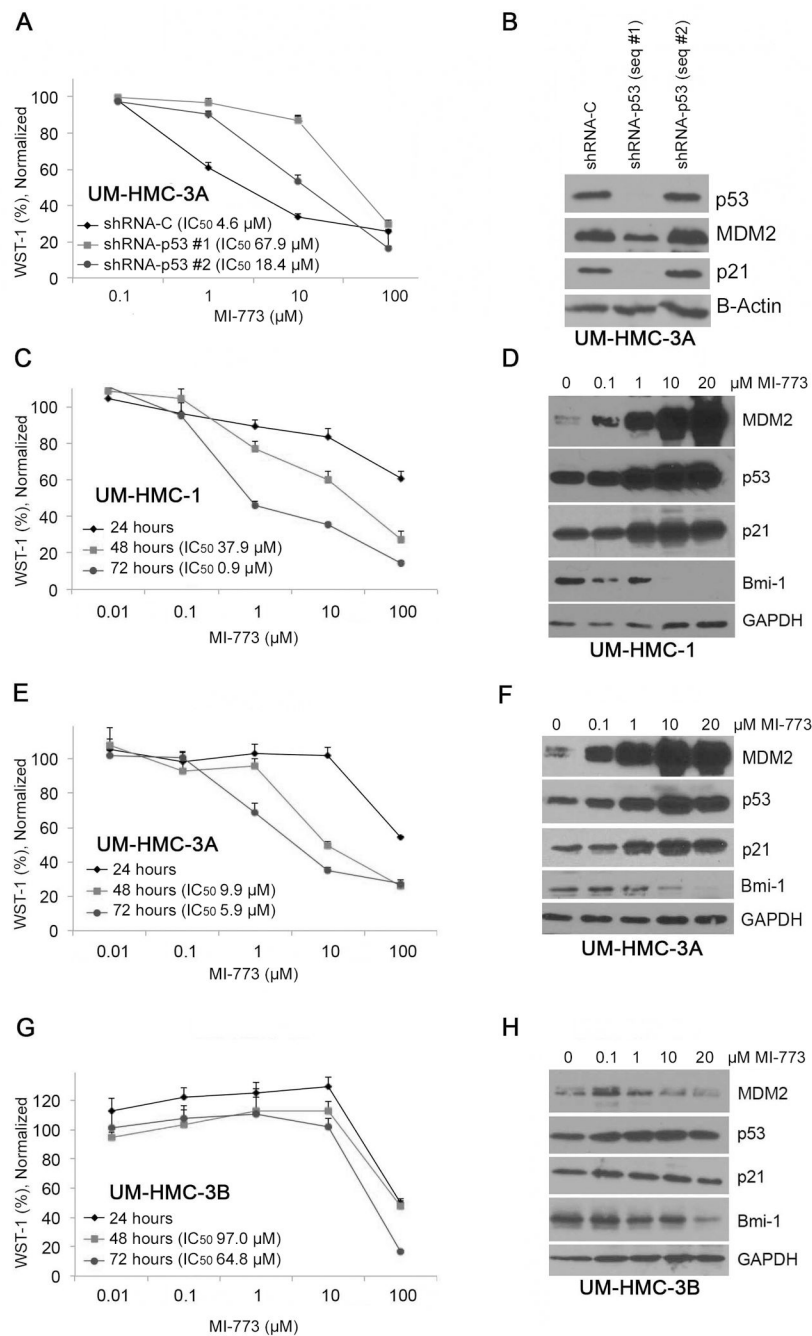 A
WST-1 (%), Normalized
100
80
60
40
20
0
UM-HMC-3A
shRNA-C (IC50 4.6 µM)
shRNA-p53 #1 (IC50 67.9 µM)
shRNA-p53 #2 (IC50 18.4 µM)
0.1 1 10 100
MI-773 (µM)
B
shRNA-C
shRNA-p53 (seq #1)
shRNA-p53 (seq #2)
p53
MDM2
p21
B-Actin
UM-HMC-3A
C
WST-1 (%), Normalized
100
80
60
40
20
0
UM-HMC-1
24 hours
48 hours (IC50 37.9 µM)
72 hours (IC50 0.9 µM)
0.01 0.1 1 10 100
MI-773 (µM)
D
0 0.1 1 10 20 µM MI-773
MDM2
p53
p21
Bmi-1
GAPDH
UM-HMC-1
E
WST-1 (%), Normalized
100
80
60
40
20
0
UM-HMC-3A
24 hours
48 hours (IC50 9.9 µM)
72 hours (IC50 5.9 µM)
0.01 0.1 1 10 100
MI-773 (µM)
F
0 0.1 1 10 20 µM MI-773
MDM2
p53
p21
Bmi-1
GAPDH
UM-HMC-3A
G
WST-1 (%), Normalized
120
100
80
60
40
20
0
UM-HMC-3B
24 hours
48 hours (IC50 97.0 µM)
72 hours (IC50 64.8 µM)
0.01 0.1 1 10 100
MI-773 (µM)
H
0 0.1 1 10 20 µM MI-773
MDM2
p53
p21
Bmi-1
GAPDH
UM-HMC-3B